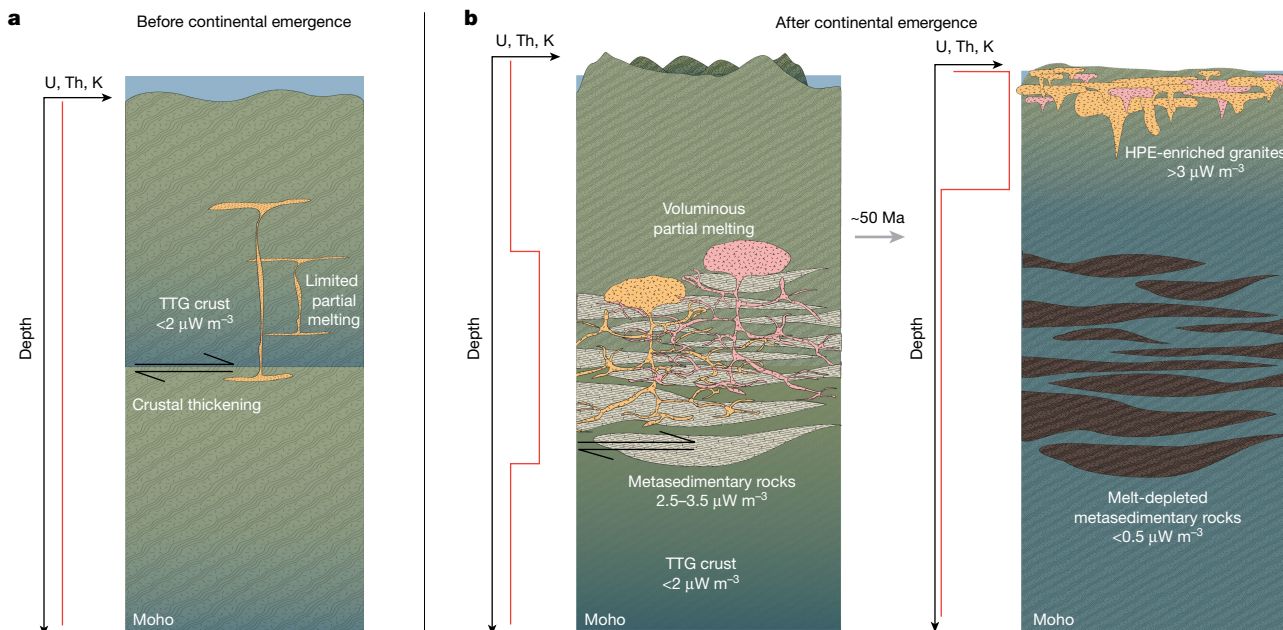 a
Before continental emergence
U, Th, K
Depth
Limited
partial
melting
TTG crust
<2 μW m⁻³
Crustal thickening
Moho
b
After continental emergence
U, Th, K
Depth
Voluminous
partial melting
Metasedimentary rocks
2.5–3.5 μW m⁻³
TTG crust
<2 μW m⁻³
Moho
~50 Ma
U, Th, K
Depth
HPE-enriched granites
>3 μW m⁻³
Melt-depleted
metasedimentary rocks
<0.5 μW m⁻³
Moho